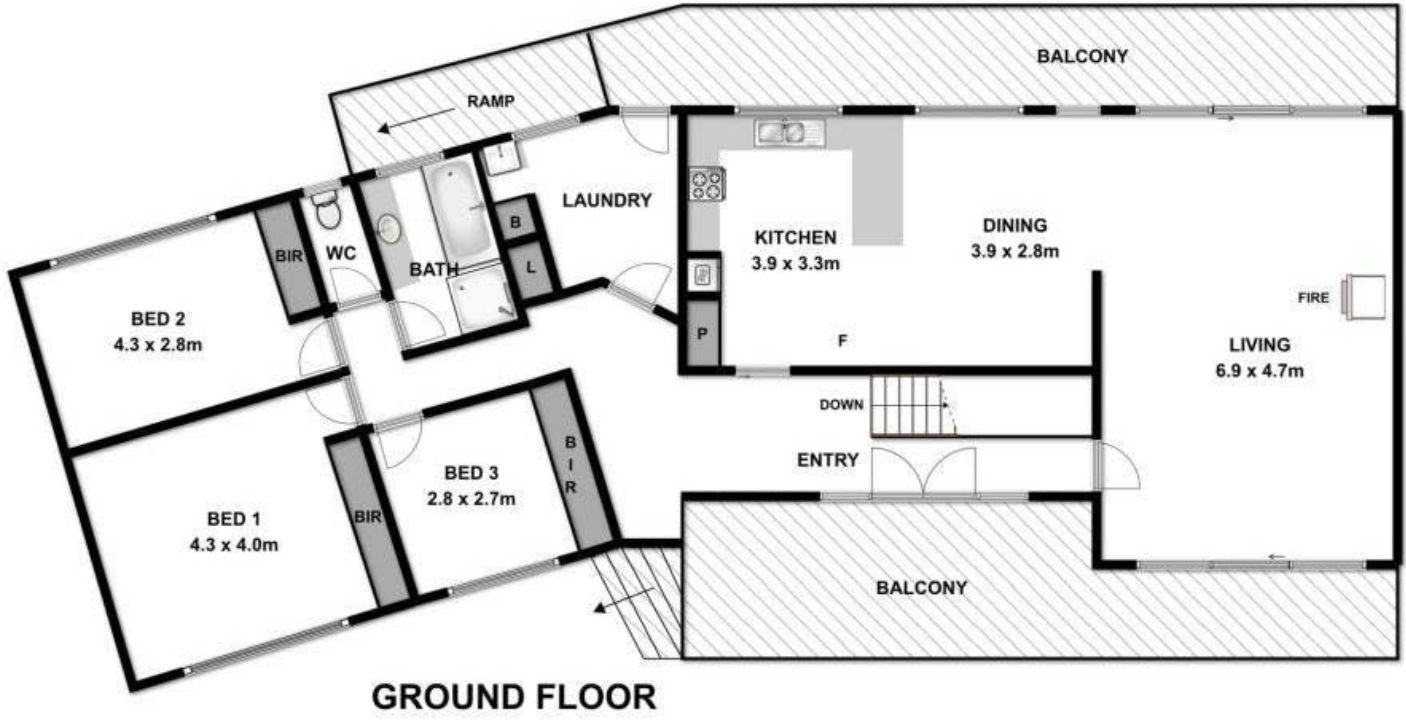 BALCONY
RAMP
LAUNDRY
B
L
WC
BIR
BATH
KITCHEN
3.9 x 3.3m
DINING
3.9 x 2.8m
FIRE
LIVING
6.9 x 4.7m
P
F
BED 2
4.3 x 2.8m
DOWN
ENTRY
BED 3
2.8 x 2.7m
B
I
R
BED 1
4.3 x 4.0m
BIR
BALCONY
GROUND FLOOR